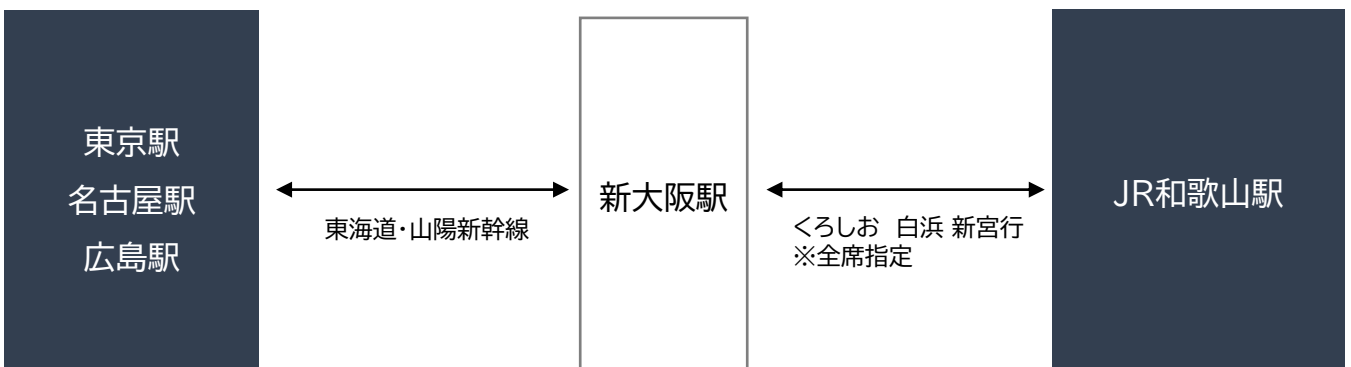 東京駅
名古屋駅
広島駅
東海道・山陽新幹線
新大阪駅
くろしお　白浜 新宮行
※全席指定
JR和歌山駅